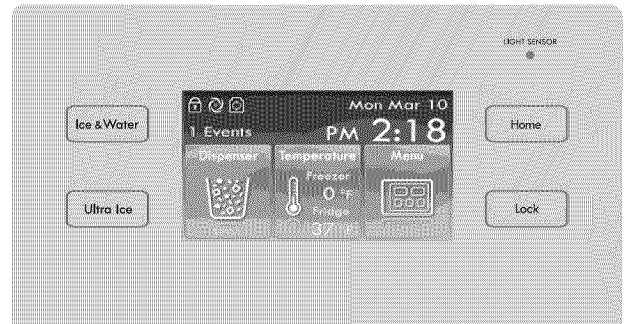 LIGHT SENSOR
Ice & Water
Mon Mar 10
1 Events
PM 2:18
Home
Dispenser
Temperature
Menu
Freezer
0 °F
Fridge
37 °F
Ultra Ice
Lock